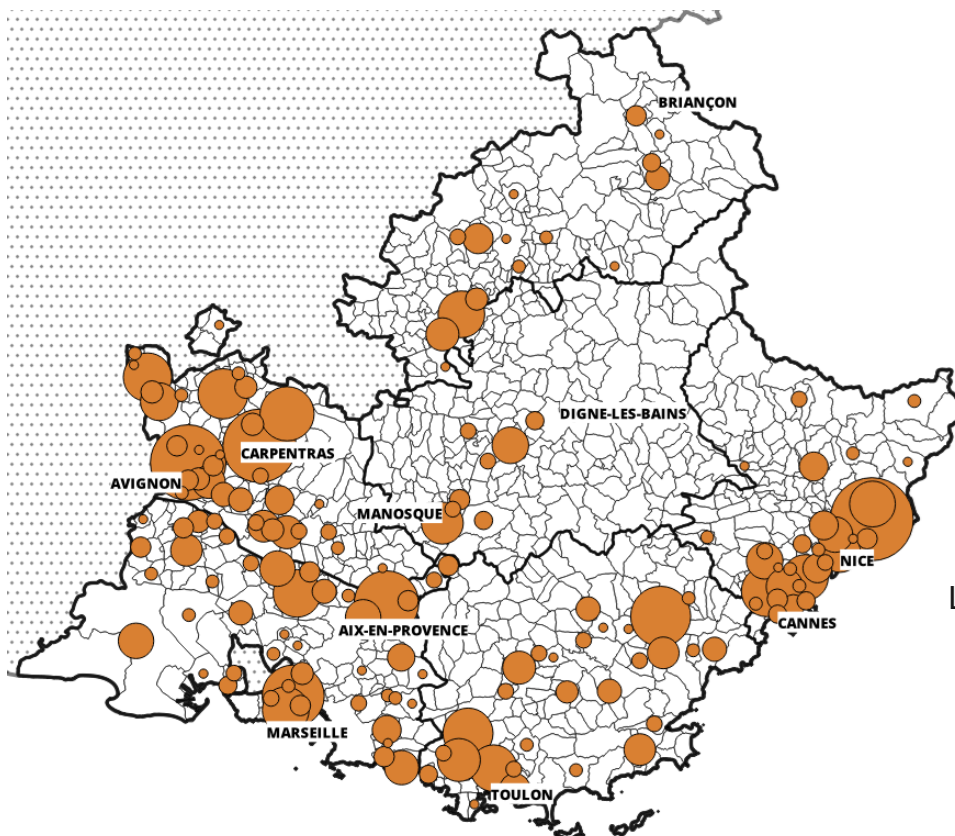 BRIANÇON
DIGNE-LES-BAINS
CARPENTRAS
AVIGNON
MANOSQUE
NICE
L
CANNES
AIX-EN-PROVENCE
MARSEILLE
TOULON